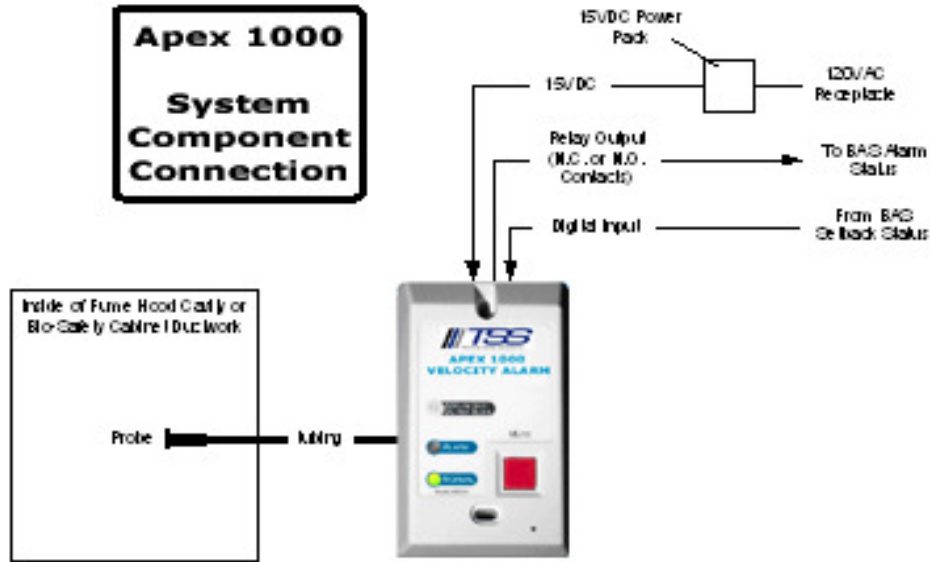 Apex 1000
System
Component
Connection
15VDC Power
Pack
15VDC
120VAC
Receptacle
Relay Output
(N.C. or N.O.
Contacts)
To BAS Alarm
Status
Digital Input
From BAS
Setback Status
Inside of Fume Hood Cavity or
Bio-Safety Cabinet Ductwork
Probe
Tubing
TSS
APEX 1000
VELOCITY ALARM